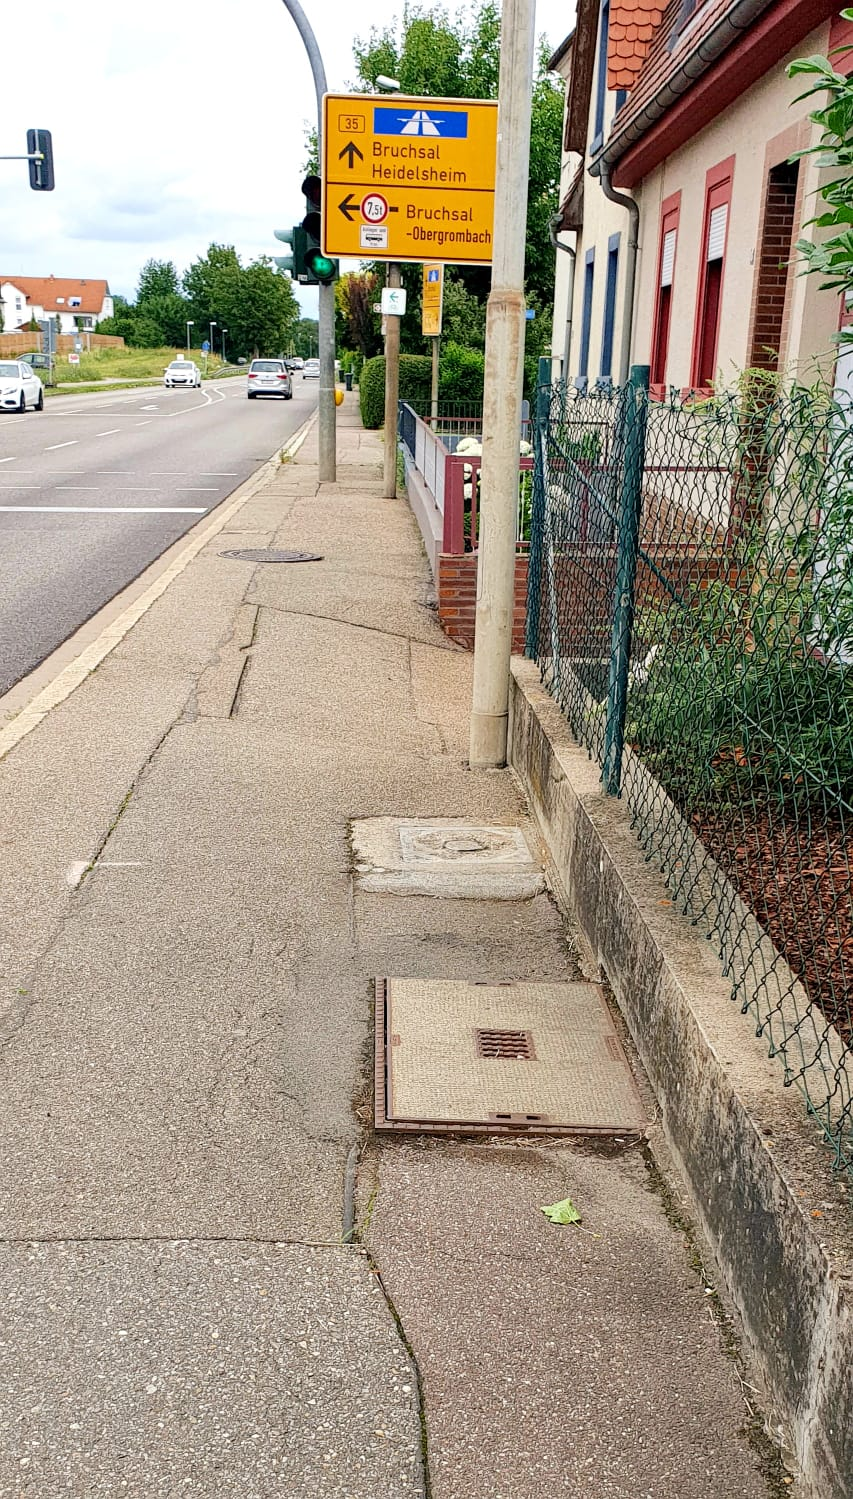 35
Bruchsal
Heidelsheim
7,5t
Bruchsal
-Obergrombach